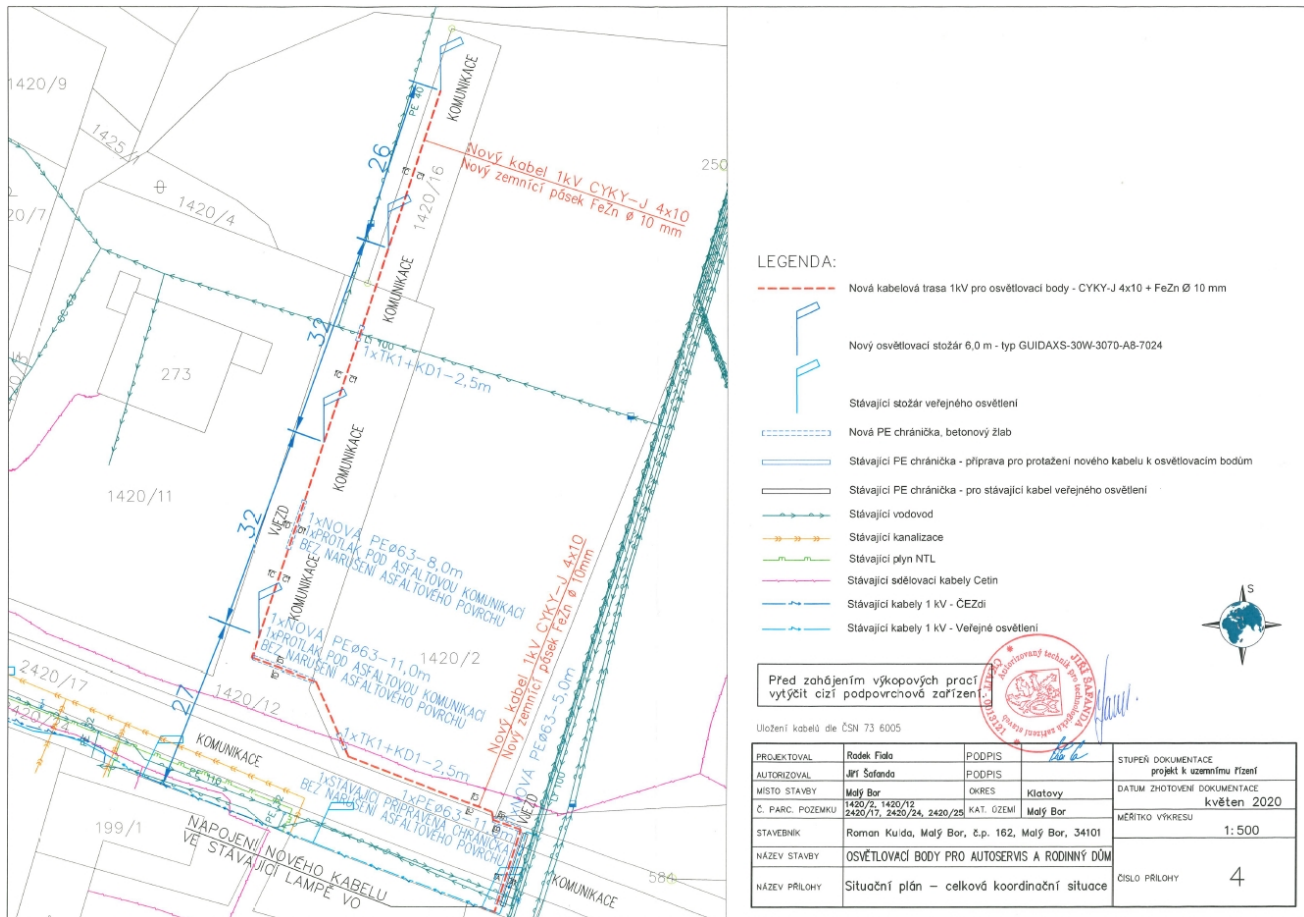 1420/9
1425/1
1420/4
20/7
PE 40
KOMUNIKACE
26
Nový kabel 1kV CYKY-J 4x10
Nový zemnící pásek FeZn ø 10 mm
1420/16
250
KOMUNIKACE
32
1xTK1+KD1-2,5m
273
KOMUNIKACE
1420/11
32
VJEZD
1xNOVÁ PEø63-8,0m
1xPROTLAK POD ASFALTOVOU KOMUNIKACÍ
BEZ NARUŠENÍ ASFALTOVÉHO POVRCHU
KOMUNIKACE
1xNOVÁ PEø63-11,0m
1xPROTLAK POD ASFALTOVOU KOMUNIKACÍ
BEZ NARUŠENÍ ASFALTOVÉHO POVRCHU
1420/2
Nový kabel 1kV CYKY-J 4x10
Nový zemnící pásek FeZn ø 10mm
2420/17
1420/12
27
KOMUNIKACE
1xTK1+KD1-2,5m
1xNOVÁ PEø63-5,0m
VJEZD
PE 110
1xSTÁVAJÍCÍ PŘIPRAVENÁ CHRÁNIČKA
BEZ NARUŠENÍ ASFALTOVÉHO POVRCHU
199/1
NAPOJENÍ NOVÉHO KABELU
VE STÁVAJÍCÍ LAMPĚ VO
KOMUNIKACE
584
LEGENDA:
Nová kabelová trasa 1kV pro osvětlovací body - CYKY-J 4x10 + FeZn Ø 10 mm
Nový osvětlovací stožár 6,0 m - typ GUIDAXS-30W-3070-A8-7024
Stávající stožár veřejného osvětlení
Nová PE chránička, betonový žlab
Stávající PE chránička - příprava pro protažení nového kabelu k osvětlovacím bodům
Stávající PE chránička - pro stávající kabel veřejného osvětlení
Stávající vodovod
Stávající kanalizace
Stávající plyn NTL
Stávající sdělovací kabely Cetin
Stávající kabely 1 kV - ČEZdi
Stávající kabely 1 kV - Veřejné osvětlení
S
Před zahájením výkopových prací
vytýčit cizí podpovrchová zařízení.
JIŘÍ ŠAFANDA
Uložení kabelů dle ČSN 73 6005
PROJEKTOVAL Radek Fiala PODPIS
AUTORIZOVAL Jiří Šafanda PODPIS
MÍSTO STAVBY Malý Bor OKRES Klatovy
Č. PARC. POZEMKU 1420/2, 1420/12
2420/17, 2420/24, 2420/25 KAT. ÚZEMÍ Malý Bor
STAVEBNÍK Roman Kuída, Malý Bor, č.p. 162, Malý Bor, 34101
NÁZEV STAVBY OSVĚTLOVACÍ BODY PRO AUTOSERVIS A RODINNÝ DŮM
NÁZEV PŘÍLOHY Situační plán – celková koordinační situace
STUPEŇ DOKUMENTACE
projekt k uzemnímu řízení
DATUM ZHOTOVENÍ DOKUMENTACE
květen 2020
MĚŘÍTKO VÝKRESU
1:500
ČISLO PŘÍLOHY 4